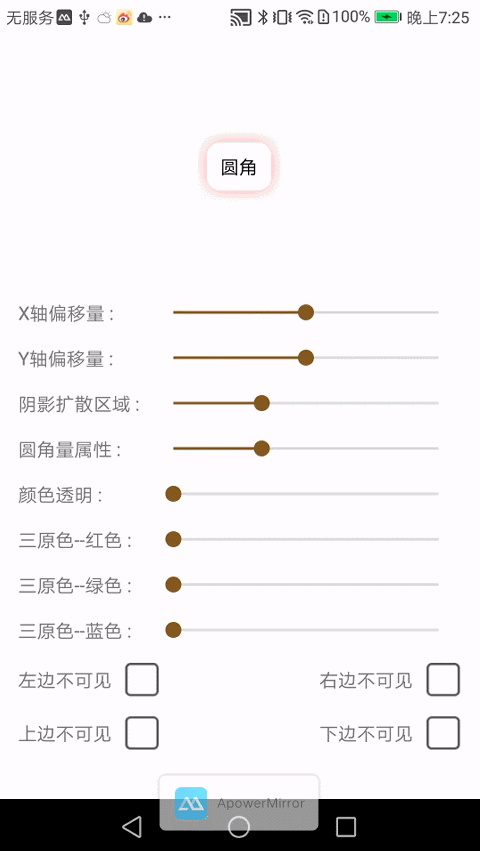 无服务 100% 晚上7:25
圆角
X轴偏移量 :
Y轴偏移量 :
阴影扩散区域 :
圆角量属性 :
颜色透明 :
三原色--红色 :
三原色--绿色 :
三原色--蓝色 :
左边不可见 右边不可见
上边不可见 下边不可见
ApowerMirror